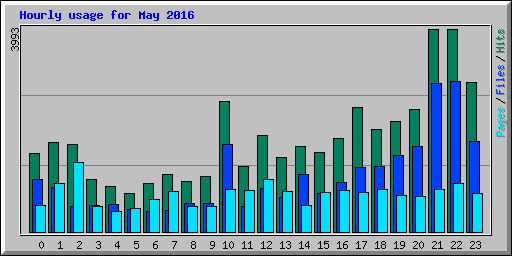 Hourly usage for May 2016
3993
Pages/Files/Hits
0 1 2 3 4 5 6 7 8 9 10 11 12 13 14 15 16 17 18 19 20 21 22 23